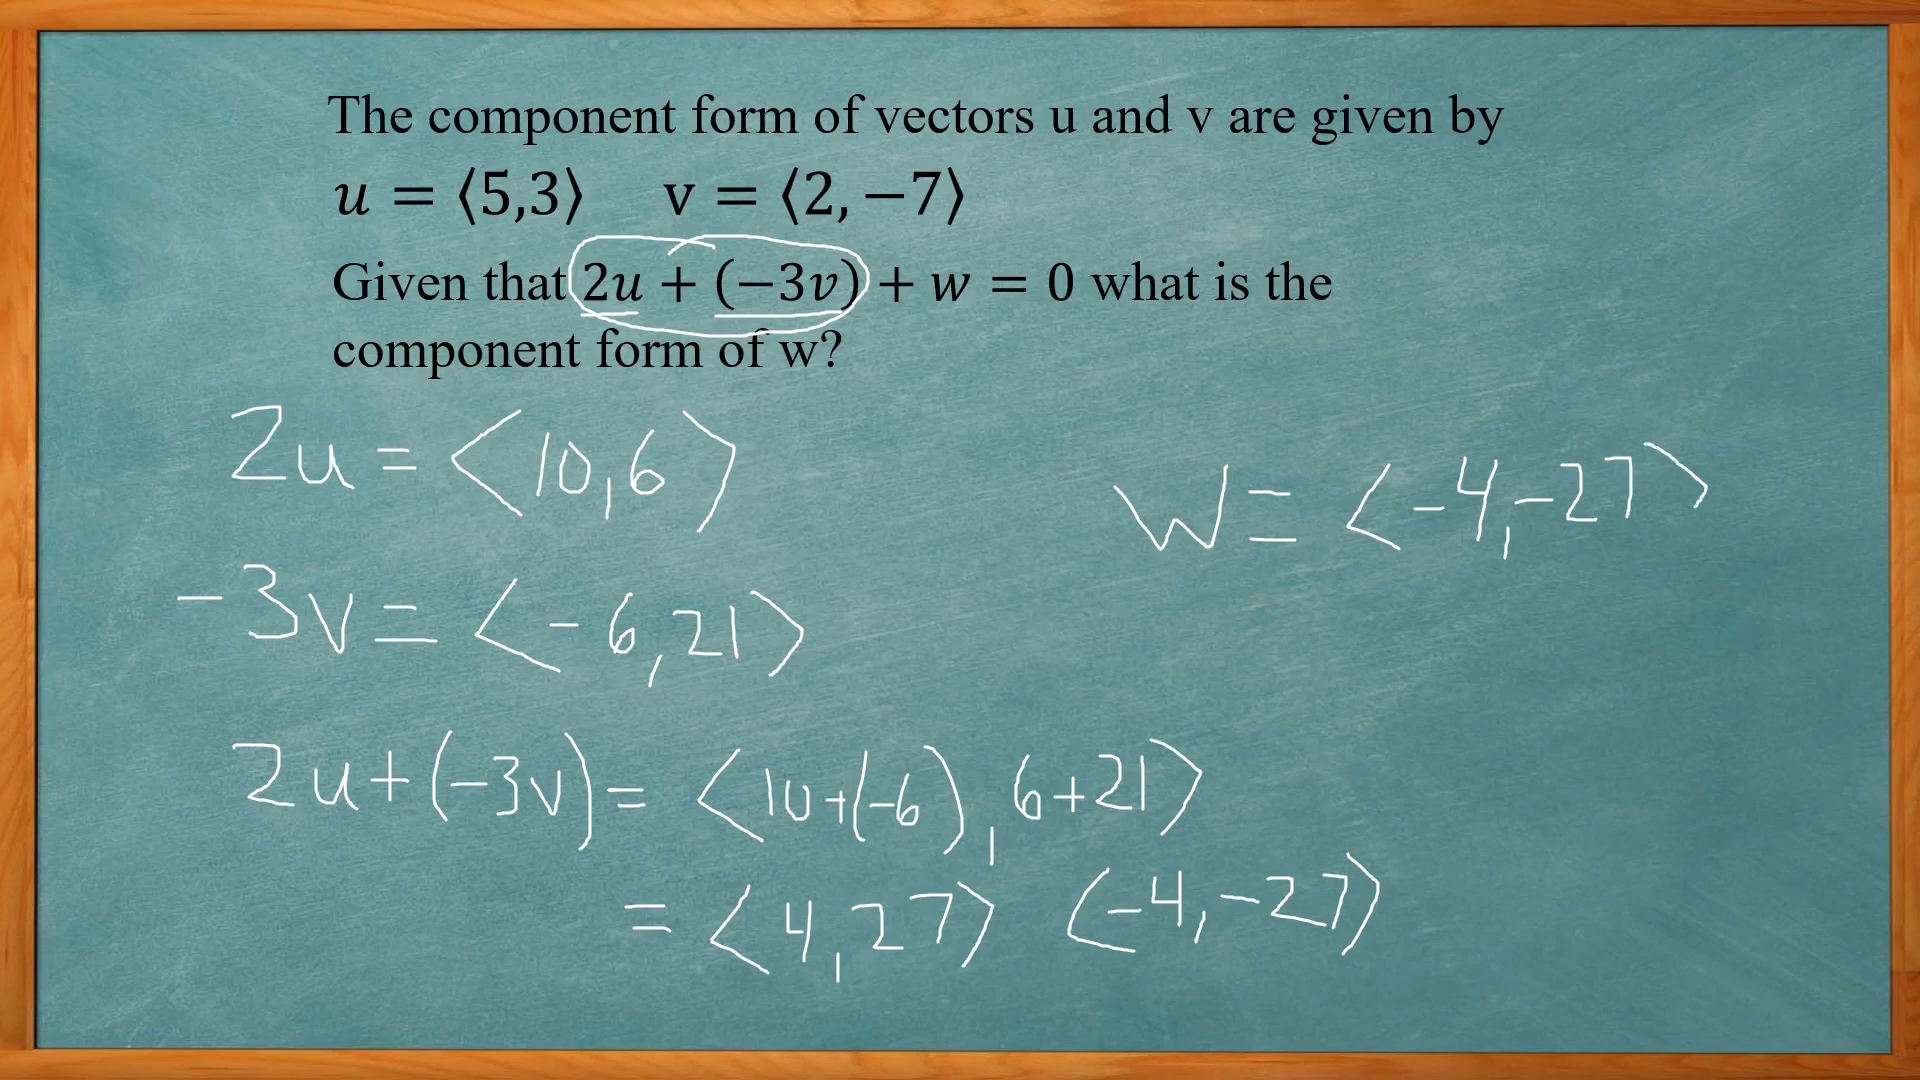 The component form of vectors u and v are given by
u = ⟨5,3⟩ v = ⟨2, −7⟩
Given that 2u + (−3v) + w = 0 what is the
component form of w?
2u = <10,6>
w = <-4,-27>
-3v = <-6,21>
2u+(-3v)= <10+(-6), 6+21>
= <4,27> <-4,-27>